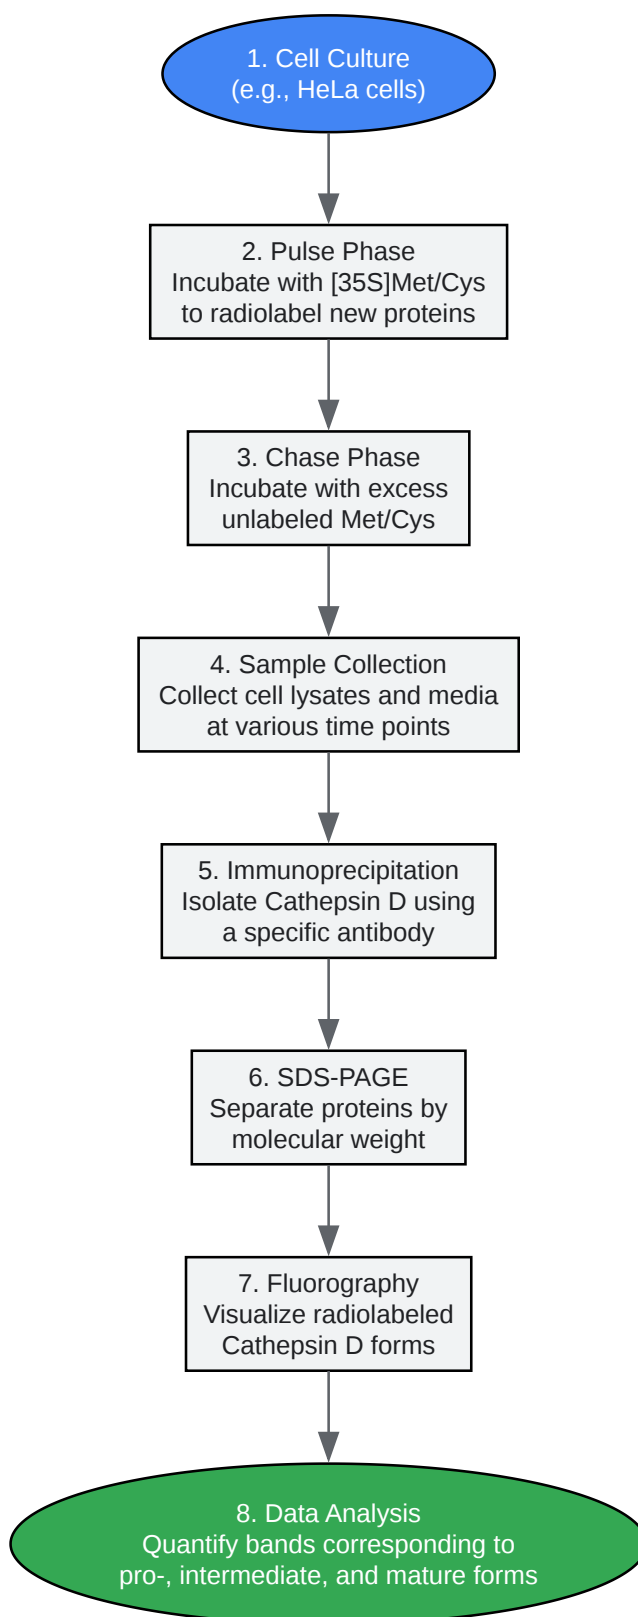 1. Cell Culture
(e.g., HeLa cells)
2. Pulse Phase
Incubate with [35S]Met/Cys
to radiolabel new proteins
3. Chase Phase
Incubate with excess
unlabeled Met/Cys
4. Sample Collection
Collect cell lysates and media
at various time points
5. Immunoprecipitation
Isolate Cathepsin D using
a specific antibody
6. SDS-PAGE
Separate proteins by
molecular weight
7. Fluorography
Visualize radiolabeled
Cathepsin D forms
8. Data Analysis
Quantify bands corresponding to
pro-, intermediate, and mature forms